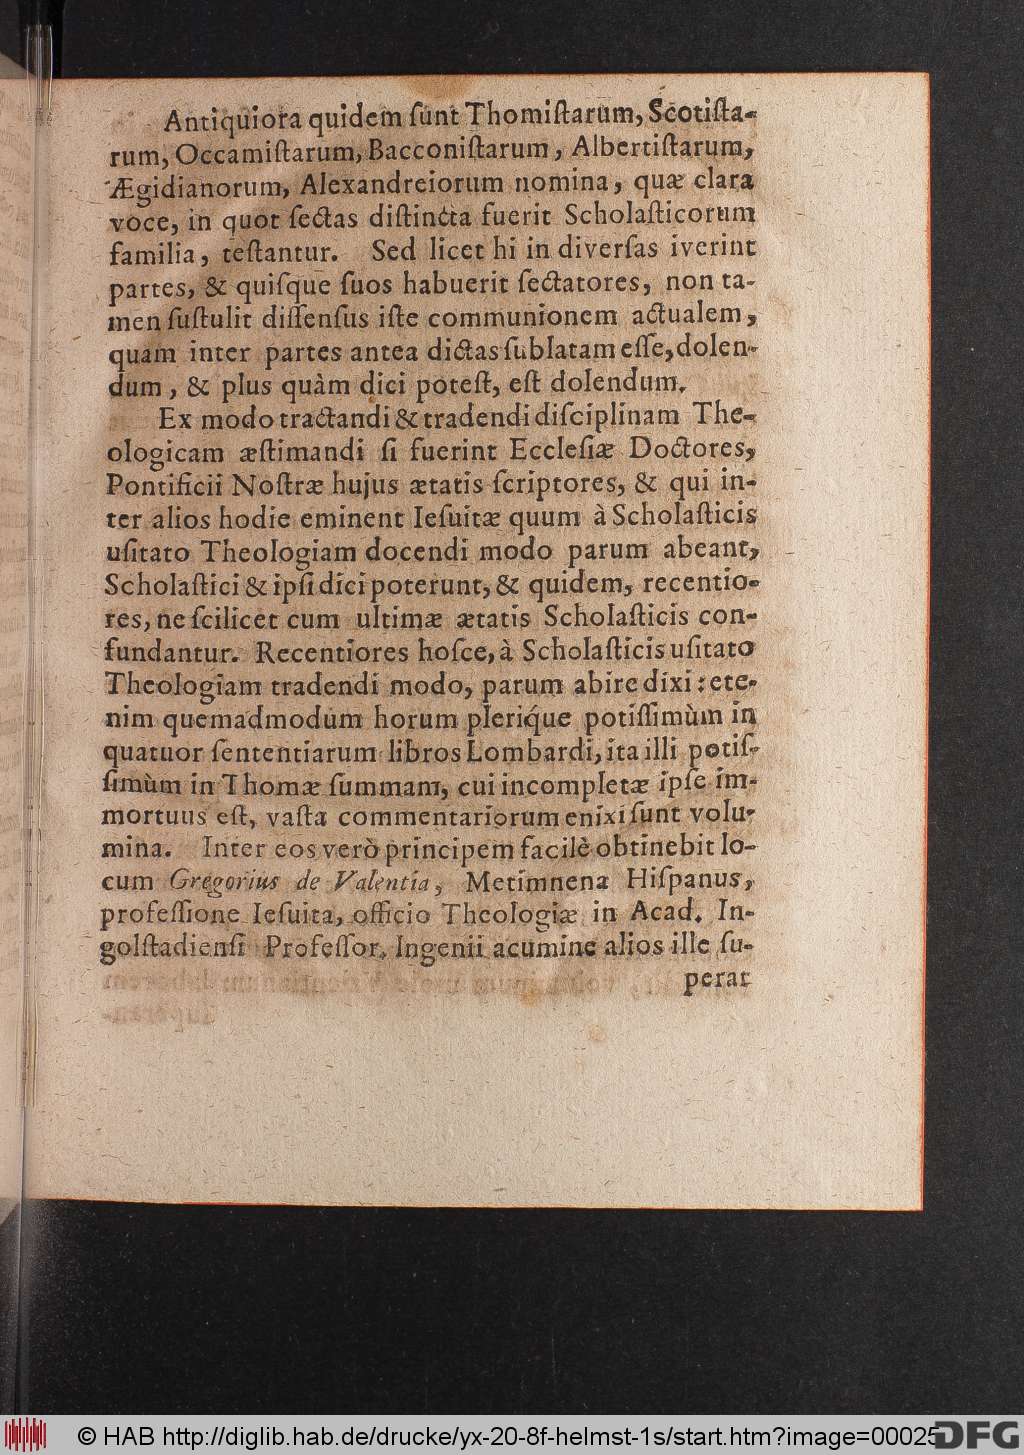 Antiquiora quidem ſunt Thomiſtarum, Scotiſta-
rum, Occamiſtarum, Bacconiſtarum, Albertiſtarum,
Ægidianorum, Alexandreiorum nomina, quæ clara
voce, in quot ſectas diſtincta fuerit Scholaſticorum
familia, teſtantur. Sed licet hi in diverſas iverint
partes, & quiſque ſuos habuerit ſectatores, non ta-
men ſuſtulit diſſenſus iſte communionem actualem,
quam inter partes antea dictas ſublatam eſſe, dolen-
dum, & plus quàm dici poteſt, eſt dolendum.
Ex modo tractandi & tradendi diſciplinam The-
ologicam æſtimandi ſi fuerint Eccleſiæ Doctores,
Pontificii Noſtræ hujus ætatis ſcriptores, & qui in-
ter alios hodie eminent Ieſuitæ quum à Scholaſticis
uſitato Theologiam docendi modo parum abeant,
Scholaſtici & ipſi dici poterunt, & quidem, recentio-
res, ne ſcilicet cum ultimæ ætatis Scholaſticis con-
fundantur. Recentiores hoſce, à Scholaſticis uſitato
Theologiam tradendi modo, parum abire dixi: ete-
nim quemadmodum horum pleriq́ue potiſſimùm in
quatuor ſententiarum libros Lombardi, ita illi potiſ-
ſimùm in Thomæ ſummam, cui incompletæ ipſe im-
mortuus eſt, vaſta commentariorum enixi ſunt volu-
mina. Inter eos verò principem facilè obtinebit lo-
cum Gregorius de Valentia, Metimnena Hiſpanus,
profeſſione Ieſuita, officio Theologiæ in Acad. In-
golſtadienſi Profeſſor. Ingenii acumine alios ille ſu-
perat
© HAB http://diglib.hab.de/drucke/yx-20-8f-helmst-1s/start.htm?image=00025
DFG